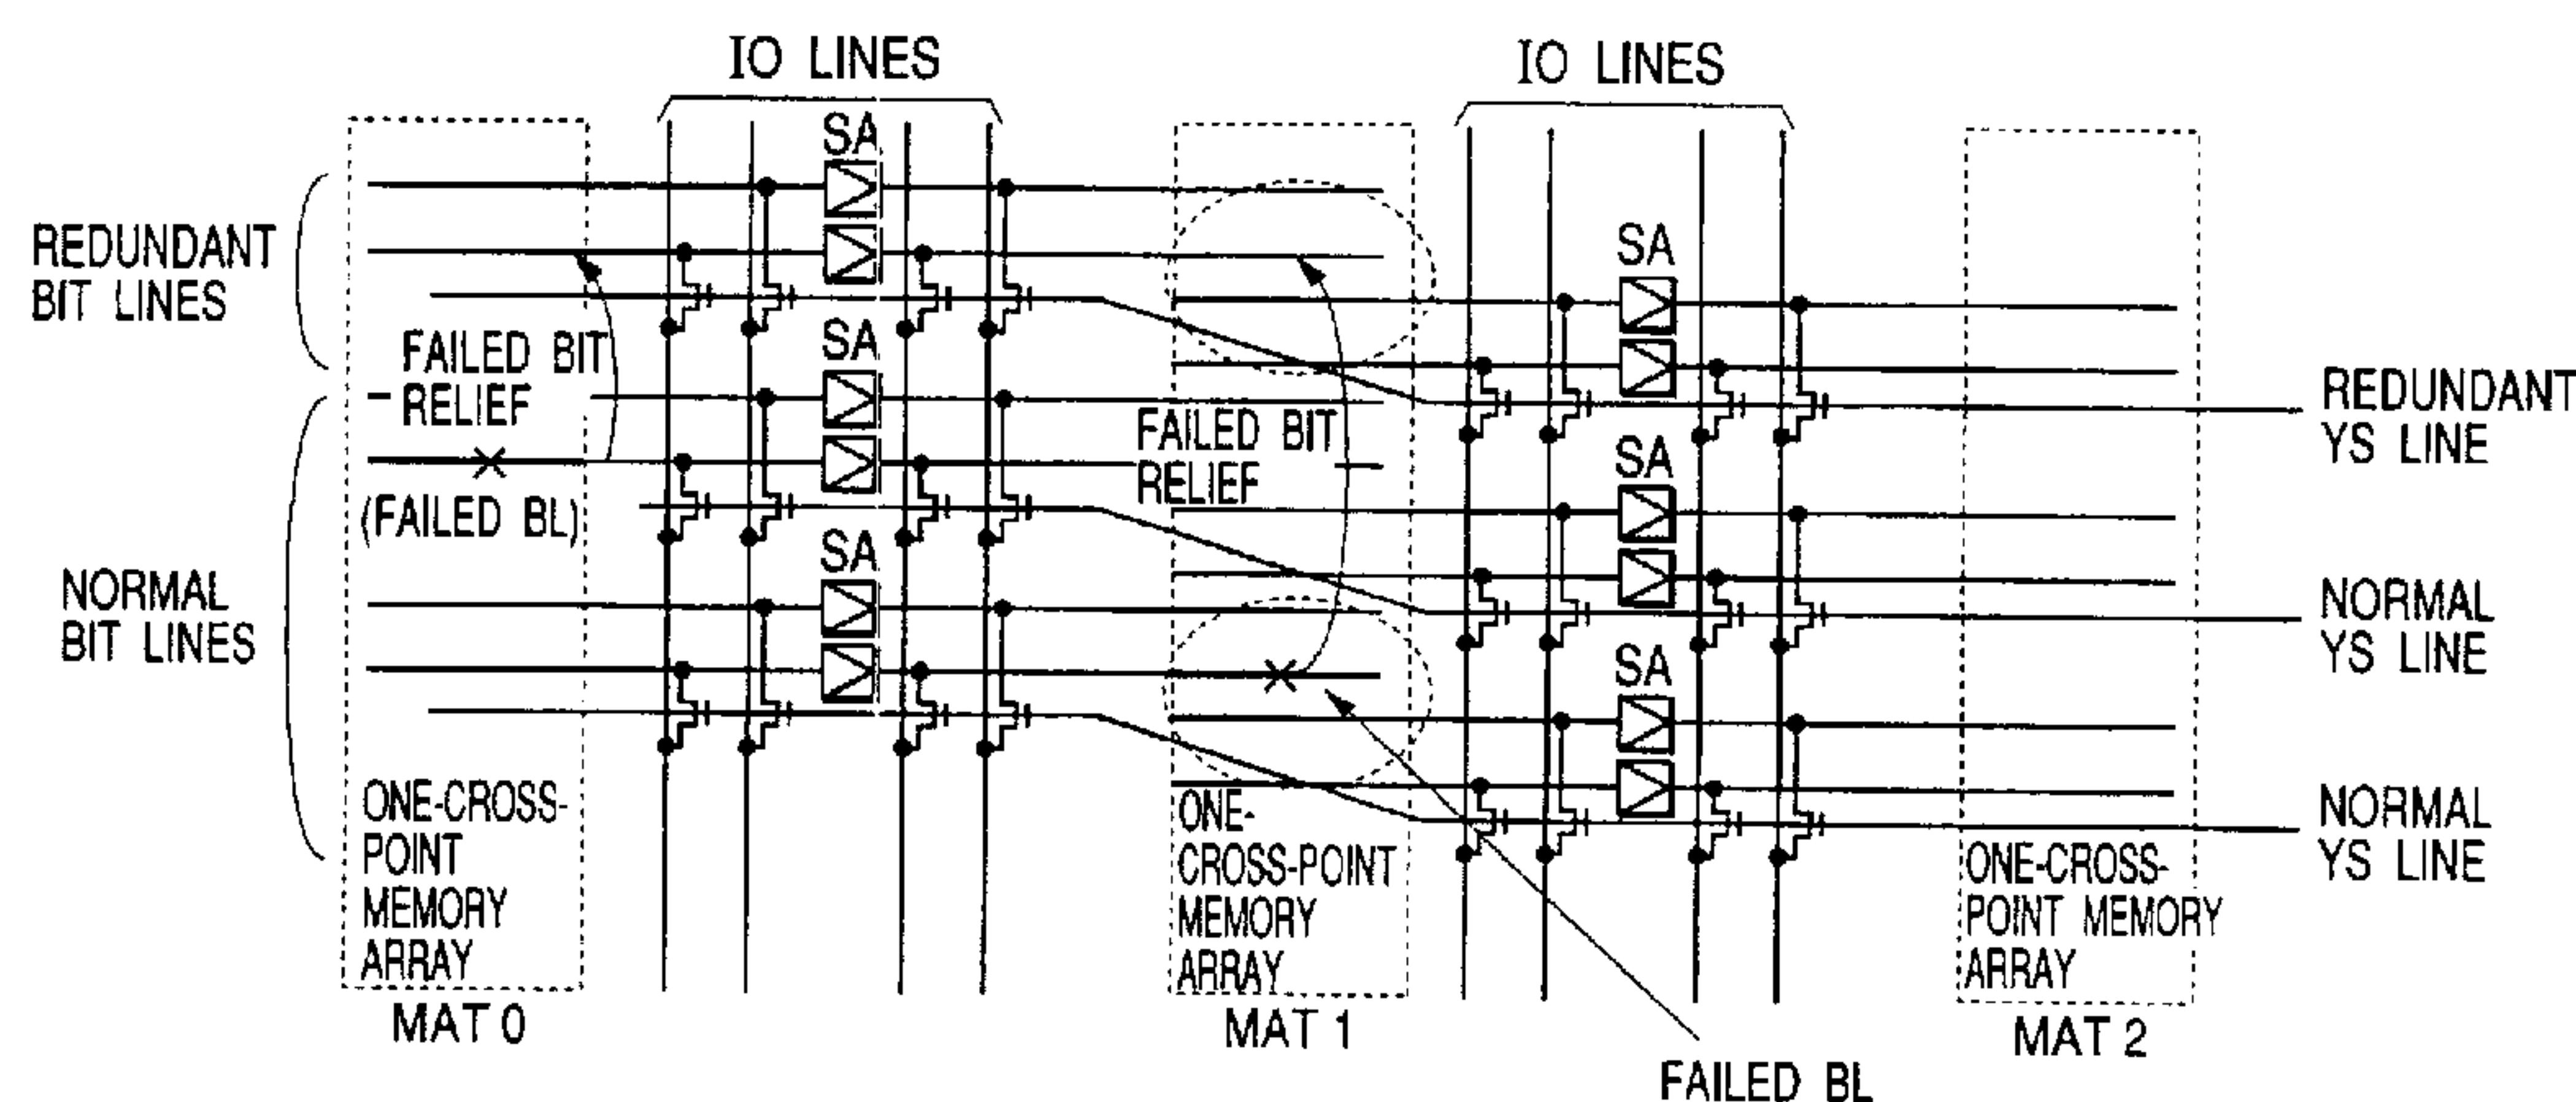 IO LINES
IO LINES
SA
REDUNDANT
BIT LINES
SA
FAILED BIT
RELIEF
SA
REDUNDANT
YS LINE
FAILED BIT
RELIEF
SA
(FAILED BL)
SA
NORMAL
BIT LINES
NORMAL
YS LINE
SA
ONE-CROSS-
POINT
MEMORY
ARRAY
ONE-
CROSS-POINT
MEMORY
ARRAY
NORMAL
YS LINE
ONE-CROSS-
POINT MEMORY
ARRAY
MAT 0
MAT 1
MAT 2
FAILED BL